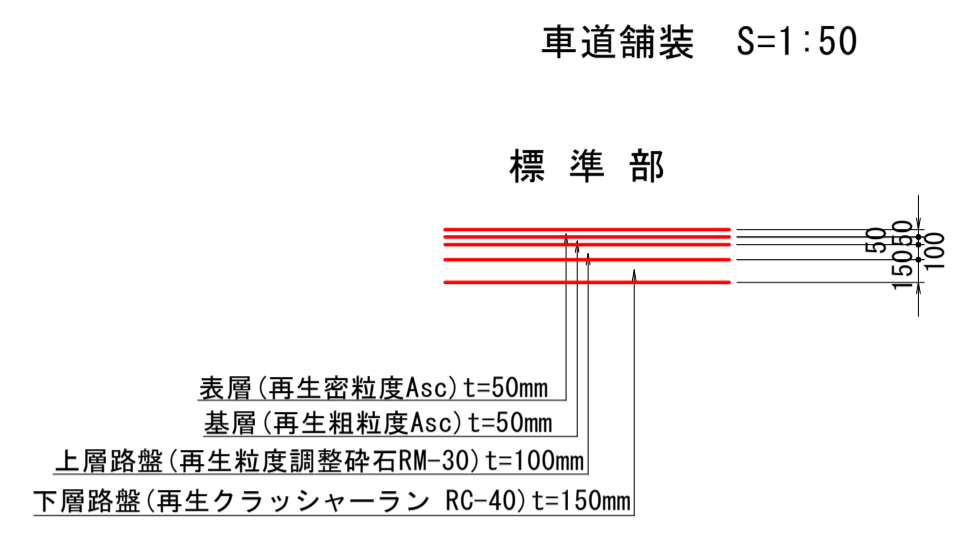 車道舗装　S=1:50
標 準 部
50
50
100
150
表層(再生密粒度Asc)t=50mm
基層(再生粗粒度Asc)t=50mm
上層路盤(再生粒度調整砕石RM-30)t=100mm
下層路盤(再生クラッシャーラン RC-40)t=150mm